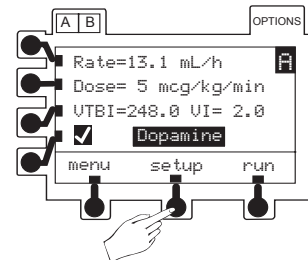 A B OPTIONS
Rate=13.1 mL/h A
Dose= 5 mcg/kg/min
VTBI=248.0 VI= 2.0
Dopamine
menu setup run